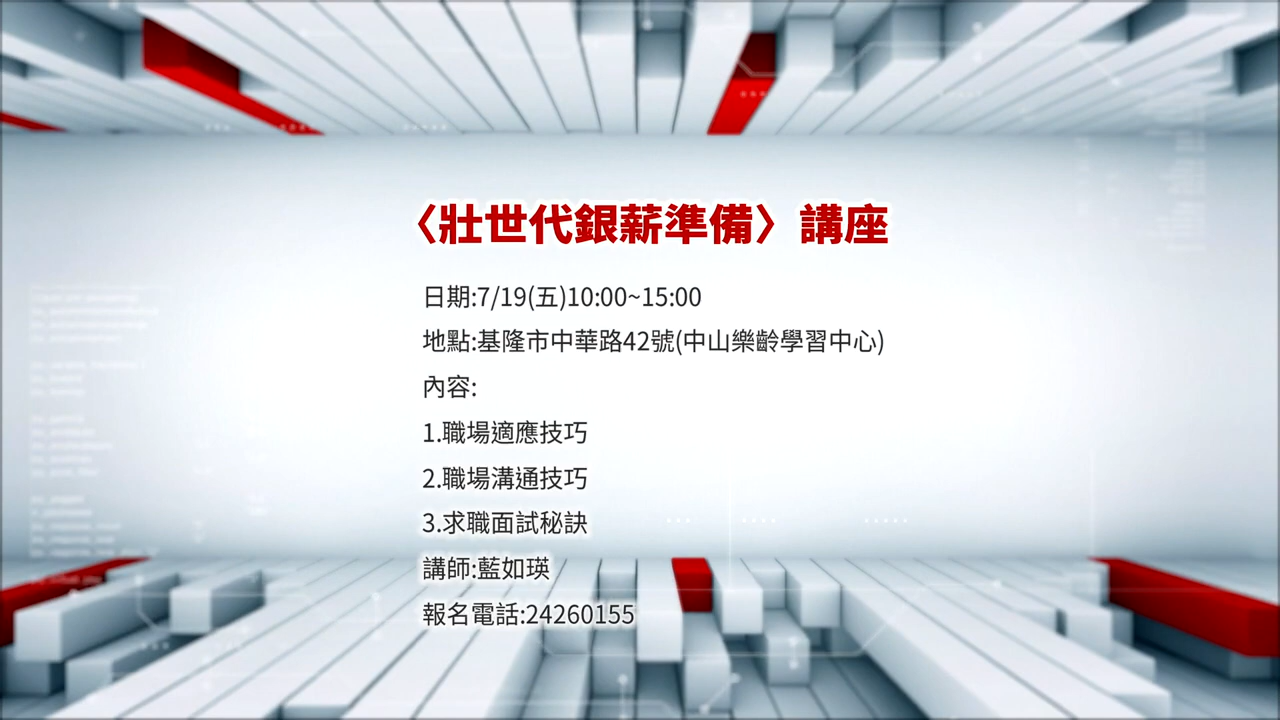 〈壯世代銀薪準備〉講座
日期:7/19(五)10:00~15:00
地點:基隆市中華路42號(中山樂齡學習中心)
內容:
1.職場適應技巧
2.職場溝通技巧
3.求職面試秘訣
講師:藍如瑛
報名電話:24260155